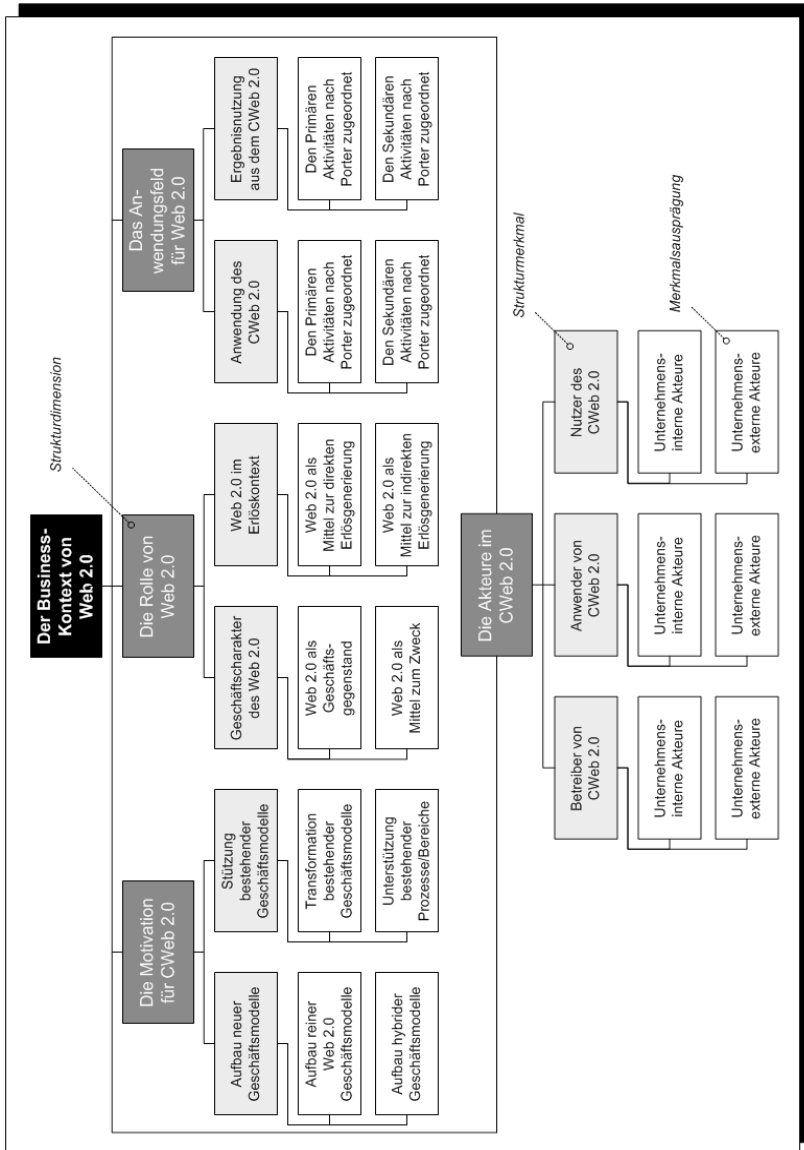 Der Business-
Kontext von
Web 2.0
Strukturdimension
Die Motivation
für CWeb 2.0
Die Rolle von
Web 2.0
Das An-
wendungsfeld
für Web 2.0
Aufbau neuer
Geschäftsmodelle
Aufbau reiner
Web 2.0
Geschäftsmodelle
Aufbau hybrider
Geschäftsmodelle
Stützung
bestehender
Geschäftsmodelle
Transformation
bestehender
Geschäftsmodelle
Unterstützung
bestehender
Prozesse/Bereiche
Geschäftscharakter
des Web 2.0
Web 2.0 als
Geschäfts-
gegenstand
Web 2.0 als
Mittel zum Zweck
Web 2.0 im
Erlöskontext
Web 2.0 als
Mittel zur direkten
Erlösgenerierung
Web 2.0 als
Mittel zur indirekten
Erlösgenerierung
Anwendung des
CWeb 2.0
Den Primären
Aktivitäten nach
Porter zugeordnet
Den Sekundären
Aktivitäten nach
Porter zugeordnet
Ergebnisnutzung
aus dem CWeb 2.0
Den Primären
Aktivitäten nach
Porter zugeordnet
Den Sekundären
Aktivitäten nach
Porter zugeordnet
Die Akteure im
CWeb 2.0
Betreiber von
CWeb 2.0
Unternehmens-
interne Akteure
Unternehmens-
externe Akteure
Anwender von
CWeb 2.0
Unternehmens-
interne Akteure
Unternehmens-
externe Akteure
Nutzer des
CWeb 2.0
Unternehmens-
interne Akteure
Unternehmens-
externe Akteure
Strukturmerkmal
Merkmalsausprägung